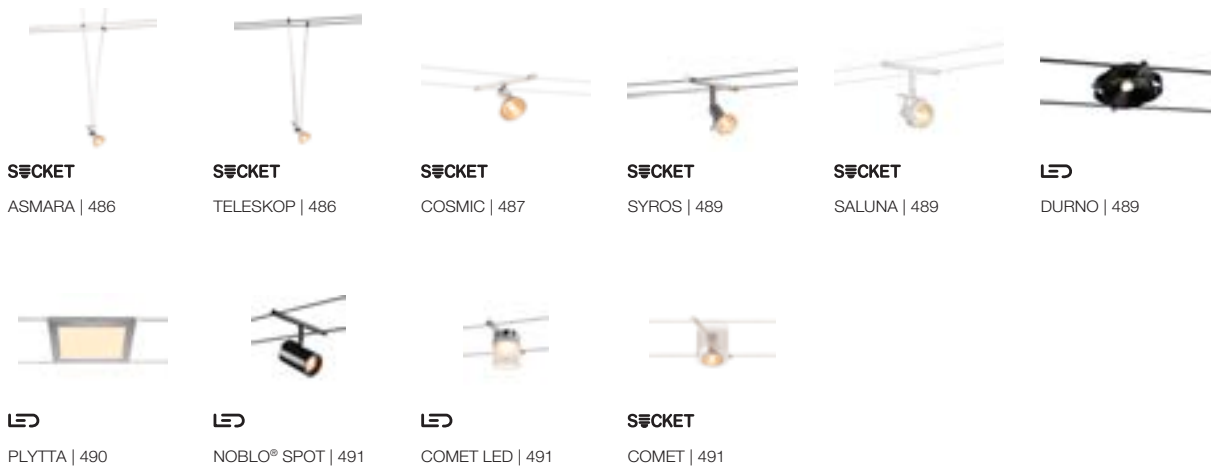 SOCKET SOCKET SOCKET SOCKET SOCKET LED
ASMARA | 486 TELESKOP | 486 COSMIC | 487 SYROS | 489 SALUNA | 489 DURNO | 489
LED LED LED SOCKET
PLYTTA | 490 NOBLO® SPOT | 491 COMET LED | 491 COMET | 491